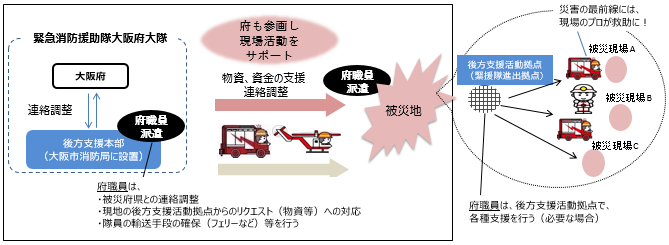 緊急消防援助隊大阪府大隊
大阪府
連絡調整
府職員
派遣
後方支援本部
（大阪市消防局に設置）
府も参画し
現場活動を
サポート
物資、資金の支援
連絡調整
府職員
派遣
被災地
府職員は、
・被災府県との連絡調整
・現地の後方支援活動拠点からのリクエスト（物資等）への対応
・隊員の輸送手段の確保（フェリーなど）等を行う
災害の最前線には、
現場のプロが救助に！
後方支援活動拠点
（緊援隊進出拠点）
被災現場A
被災現場B
被災現場C
府職員は、後方支援活動拠点で、
各種支援を行う（必要な場合）